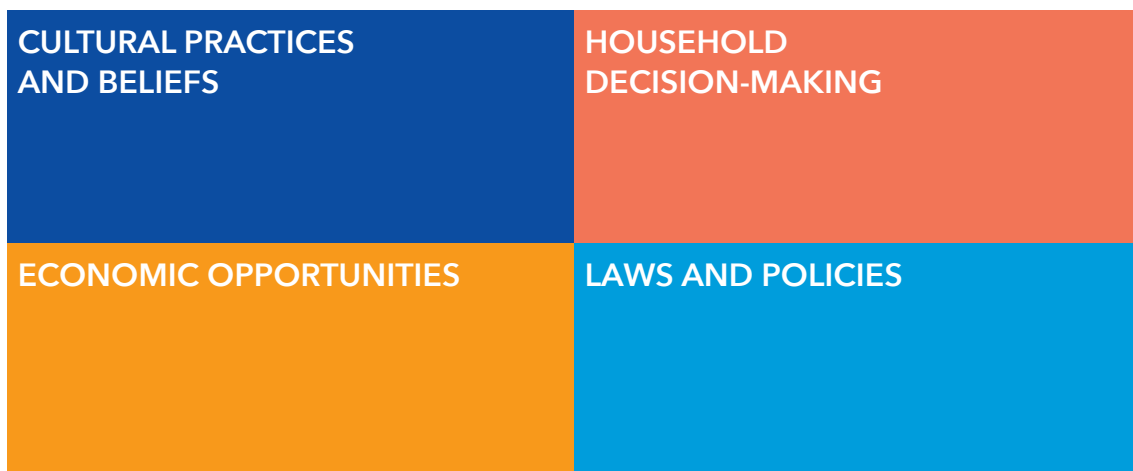 CULTURAL PRACTICES
AND BELIEFS
HOUSEHOLD
DECISION-MAKING
ECONOMIC OPPORTUNITIES
LAWS AND POLICIES